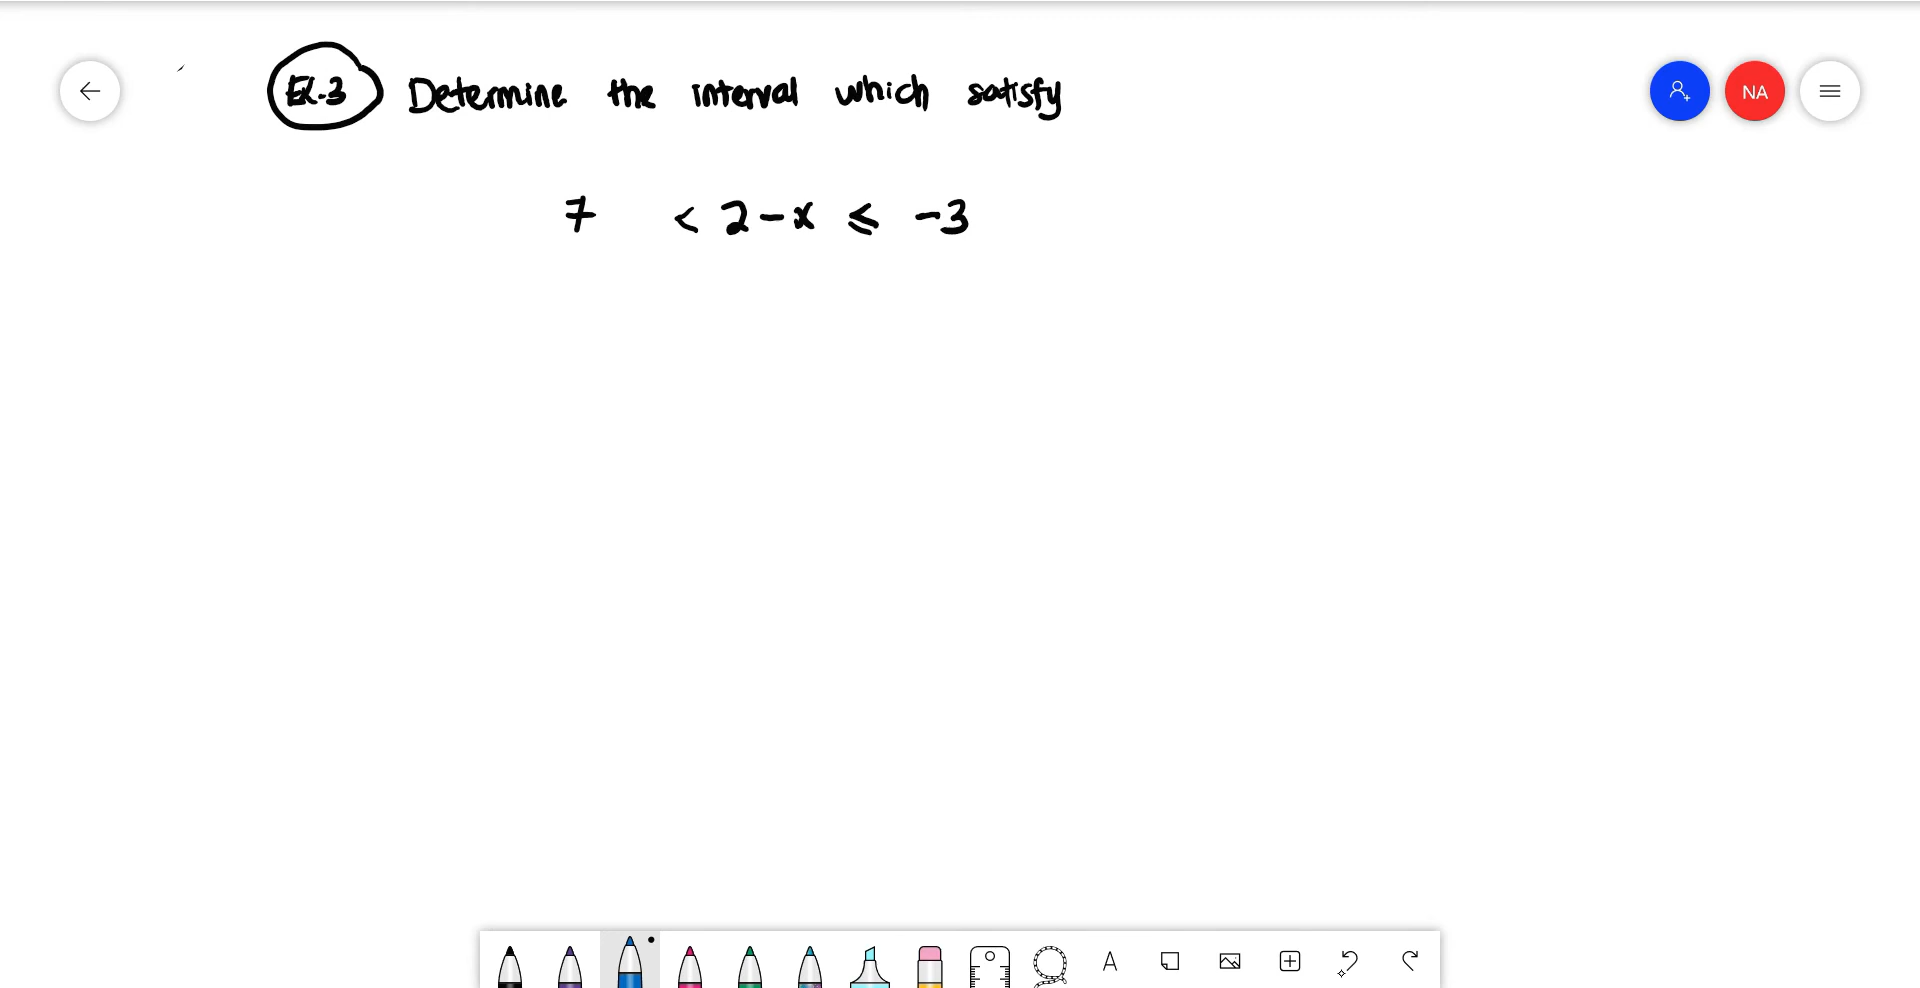 Ex.3 Determine the interval which satisfy
NA
7 < 2 - x ≤ -3
A